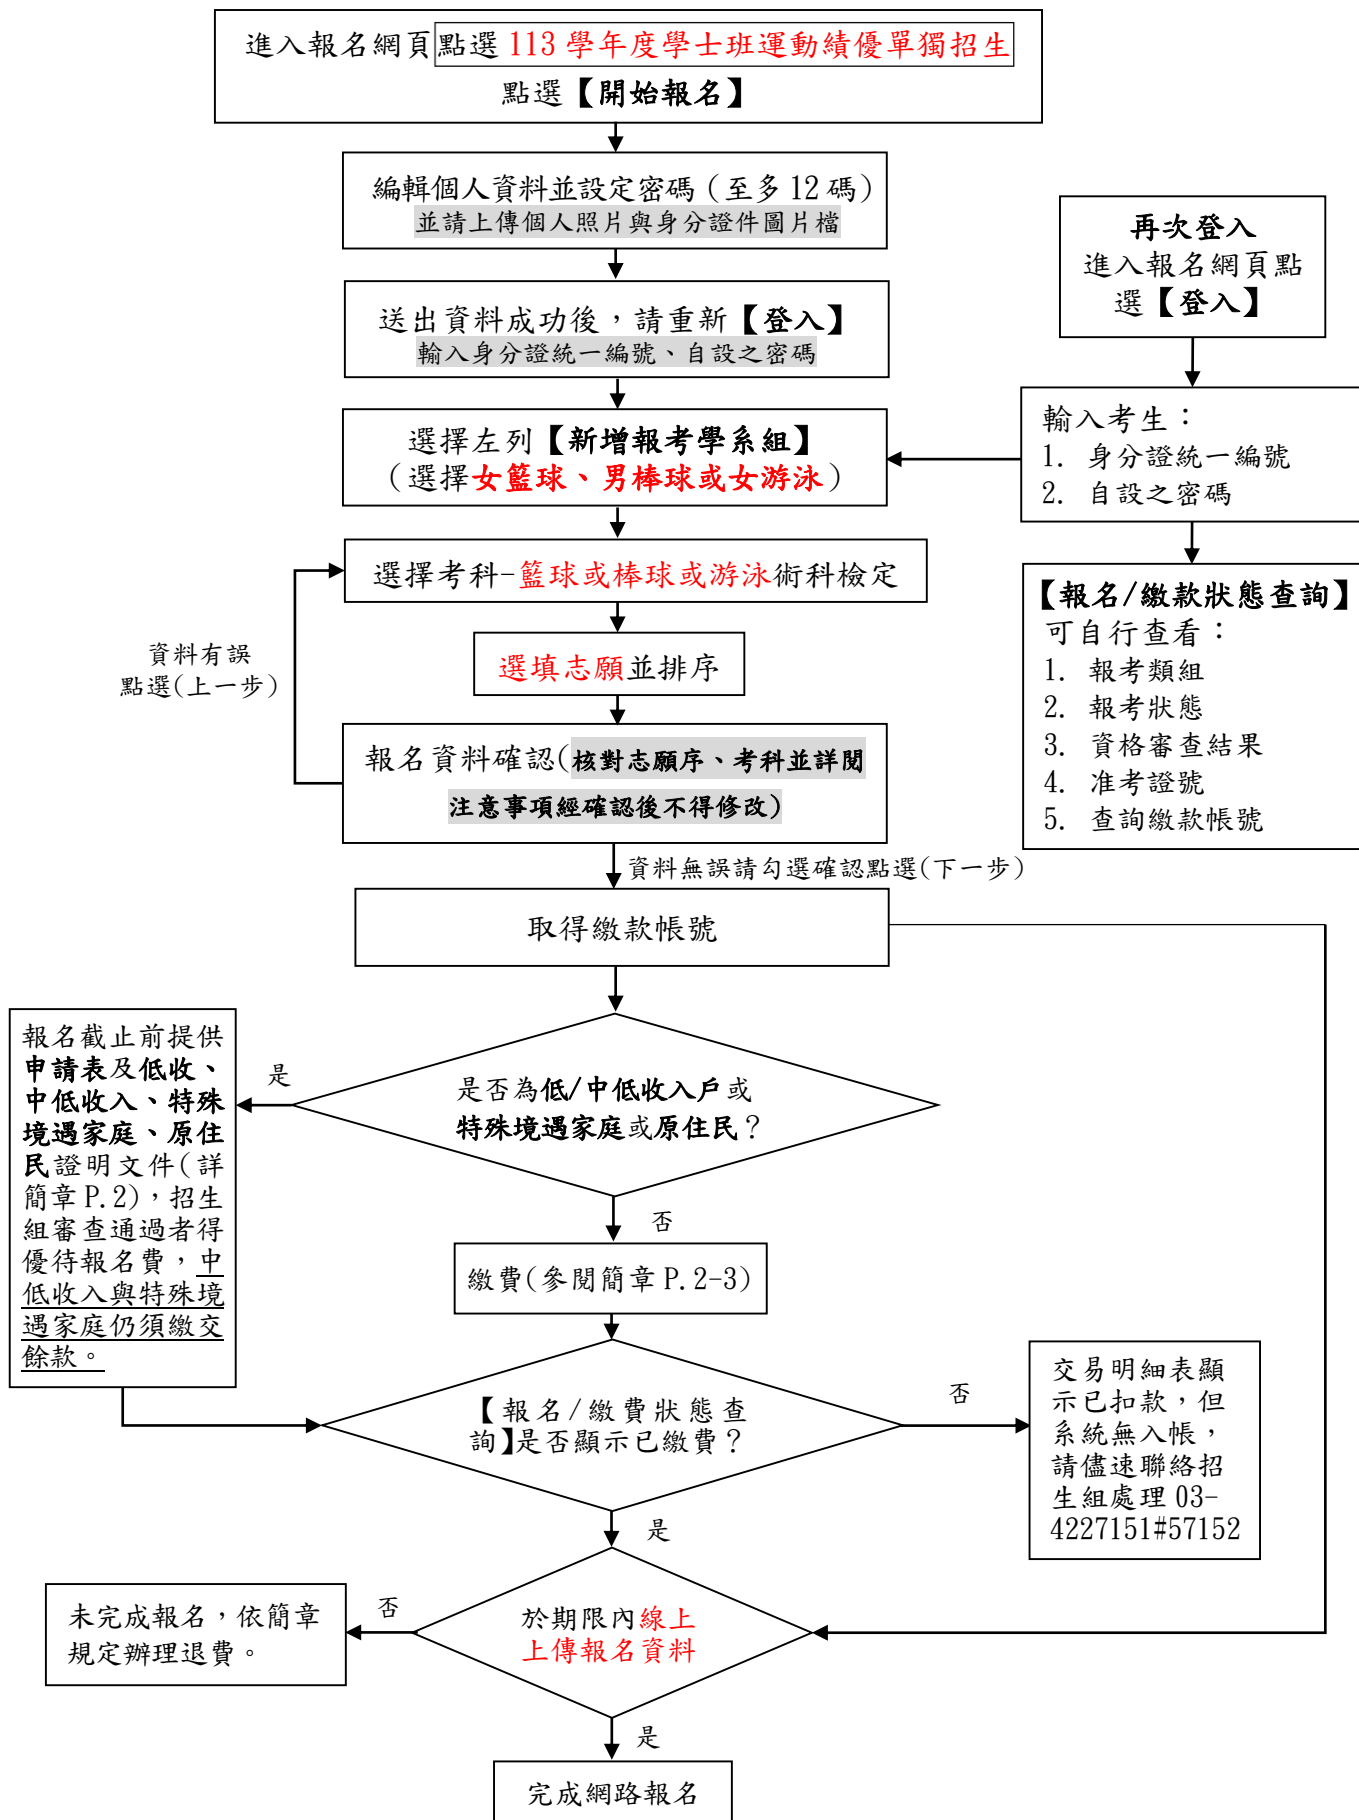 進入報名網頁點選 113 學年度學士班運動績優單獨招生
點選【開始報名】
編輯個人資料並設定密碼（至多 12 碼）
並請上傳個人照片與身分證件圖片檔
再次登入
進入報名網頁點
選【登入】
送出資料成功後，請重新【登入】
輸入身分證統一編號、自設之密碼
選擇左列【新增報考學系組】
（選擇女籃球、男棒球或女游泳）
輸入考生：
1. 身分證統一編號
2. 自設之密碼
選擇考科-籃球或棒球或游泳術科檢定
【報名/繳款狀態查詢】
可自行查看：
1. 報考類組
2. 報考狀態
3. 資格審查結果
4. 准考證號
5. 查詢繳款帳號
資料有誤
點選(上一步)
選填志願並排序
報名資料確認(核對志願序、考科並詳閱
注意事項經確認後不得修改)
資料無誤請勾選確認點選(下一步)
取得繳款帳號
報名截止前提供
申請表及低收、
中低收入、特殊
境遇家庭、原住
民證明文件(詳
簡章 P.2)，招生
組審查通過者得
優待報名費，中
低收入與特殊境
遇家庭仍須繳交
餘款。
是
是否為低/中低收入戶或
特殊境遇家庭或原住民？
否
繳費(參閱簡章 P.2-3)
【報名/繳費狀態查
詢】是否顯示已繳費？
否
交易明細表顯
示已扣款，但
系統無入帳，
請儘速聯絡招
生組處理 03-
4227151#57152
是
於期限內線上
上傳報名資料
否
未完成報名，依簡章
規定辦理退費。
是
完成網路報名